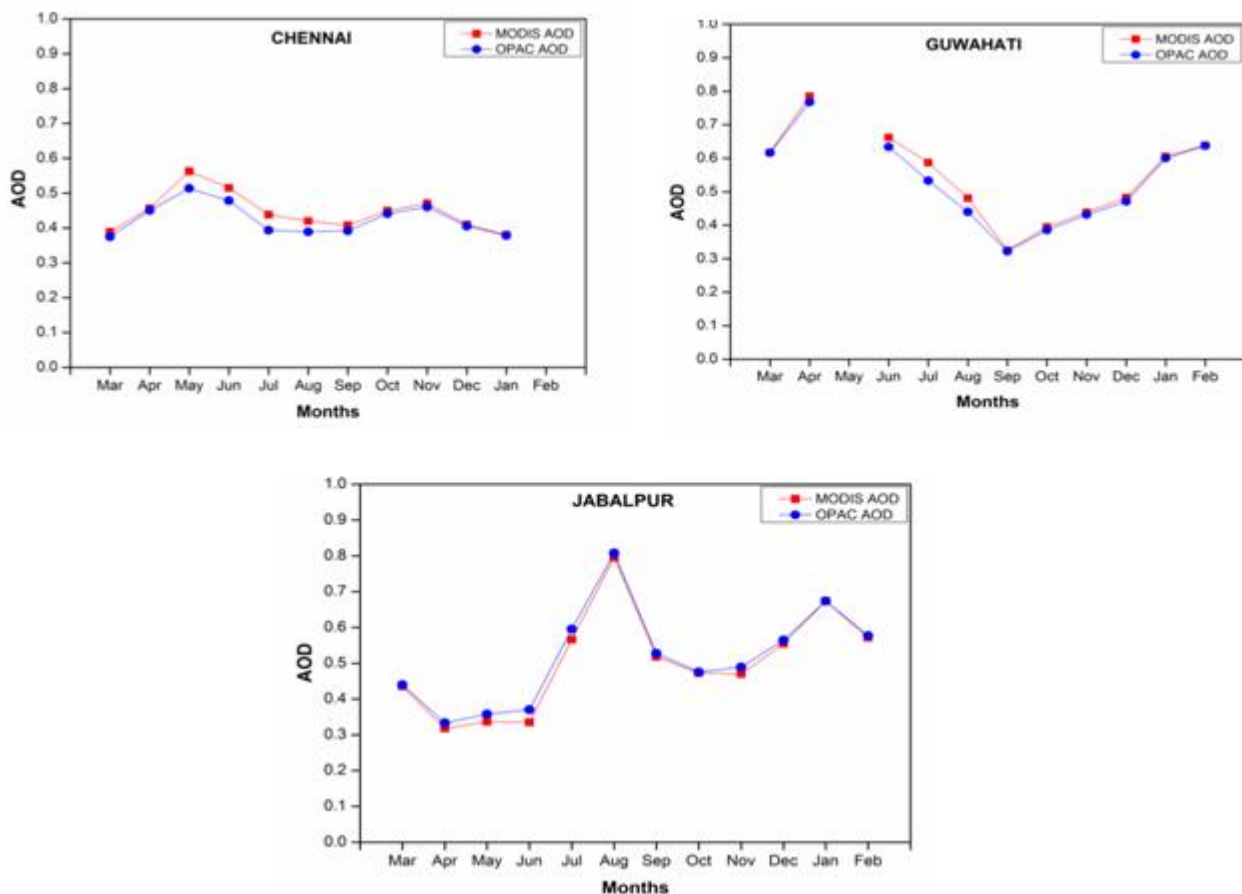 CHENNAI
MODIS AOD
OPAC AOD
1.0
0.9
0.8
0.7
0.6
0.5
0.4
0.3
0.2
0.1
0.0
AOD
Mar Apr May Jun Jul Aug Sep Oct Nov Dec Jan Feb
Months
GUWAHATI
MODIS AOD
OPAC AOD
1.0
0.9
0.8
0.7
0.6
0.5
0.4
0.3
0.2
0.1
0.0
AOD
Mar Apr May Jun Jul Aug Sep Oct Nov Dec Jan Feb
Months
JABALPUR
MODIS AOD
OPAC AOD
1.0
0.9
0.8
0.7
0.6
0.5
0.4
0.3
0.2
0.1
0.0
AOD
Mar Apr May Jun Jul Aug Sep Oct Nov Dec Jan Feb
Months